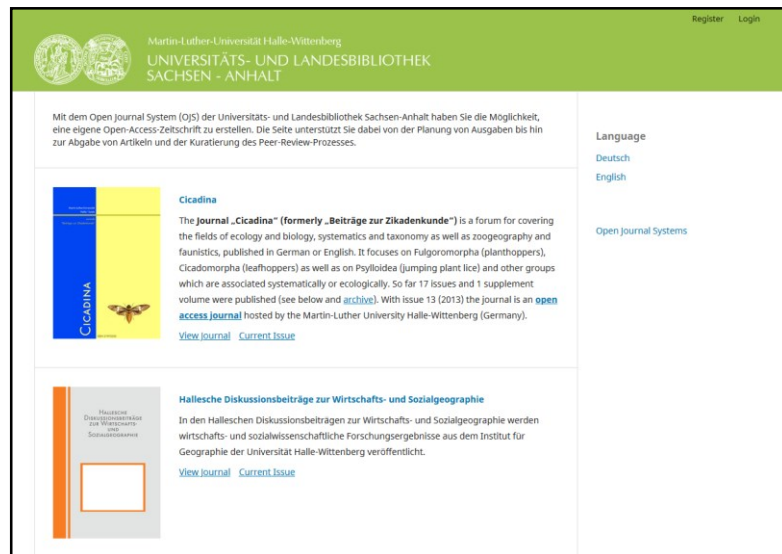 Register Login
Martin-Luther-Universität Halle-Wittenberg
UNIVERSITÄTS- UND LANDESBIBLIOTHEK
SACHSEN - ANHALT
Mit dem Open Journal System (OJS) der Universitäts- und Landesbibliothek Sachsen-Anhalt haben Sie die Möglichkeit,
eine eigene Open-Access-Zeitschrift zu erstellen. Die Seite unterstützt Sie dabei von der Planung von Ausgaben bis hin
zur Abgabe von Artikeln und der Kuratierung des Peer-Review-Prozesses.
Language
Deutsch
English
Open Journal Systems
CICADINA
Cicadina
The Journal „Cicadina“ (formerly „Beiträge zur Zikadenkunde“) is a forum for covering
the fields of ecology and biology, systematics and taxonomy as well as zoogeography and
faunistics, published in German or English. It focuses on Fulgoromorpha (planthoppers),
Cicadomorpha (leafhoppers) as well as on Psylloidea (jumping plant lice) and other groups
which are associated systematically or ecologically. So far 17 issues and 1 supplement
volume were published (see below and archive). With issue 13 (2013) the journal is an open
access journal hosted by the Martin-Luther University Halle-Wittenberg (Germany).
View Journal Current Issue
HALLESCHE
DISKUSSIONSBEITRÄGE
ZUR WIRTSCHAFTS-
UND
SOZIALGEOGRAPHIE
Hallesche Diskussionsbeiträge zur Wirtschafts- und Sozialgeographie
In den Halleschen Diskussionsbeiträgen zur Wirtschafts- und Sozialgeographie werden
wirtschafts- und sozialwissenschaftliche Forschungsergebnisse aus dem Institut für
Geographie der Universität Halle-Wittenberg veröffentlicht.
View Journal Current Issue